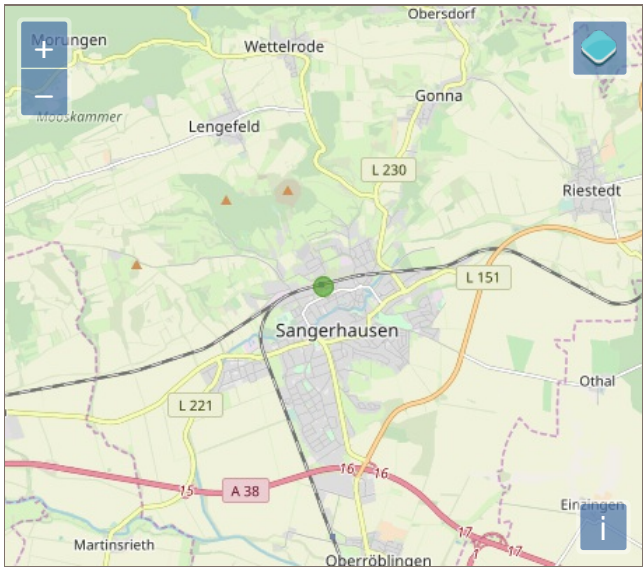 Obersdorf
Morungen
+
Wettelrode
−
Gonna
Mooskammer
Lengefeld
L 230
Riestedt
L 151
Sangerhausen
Othal
L 221
16
16
15
A 38
Einzingen
17
i
Martinsrieth
17
1
Oberröblingen